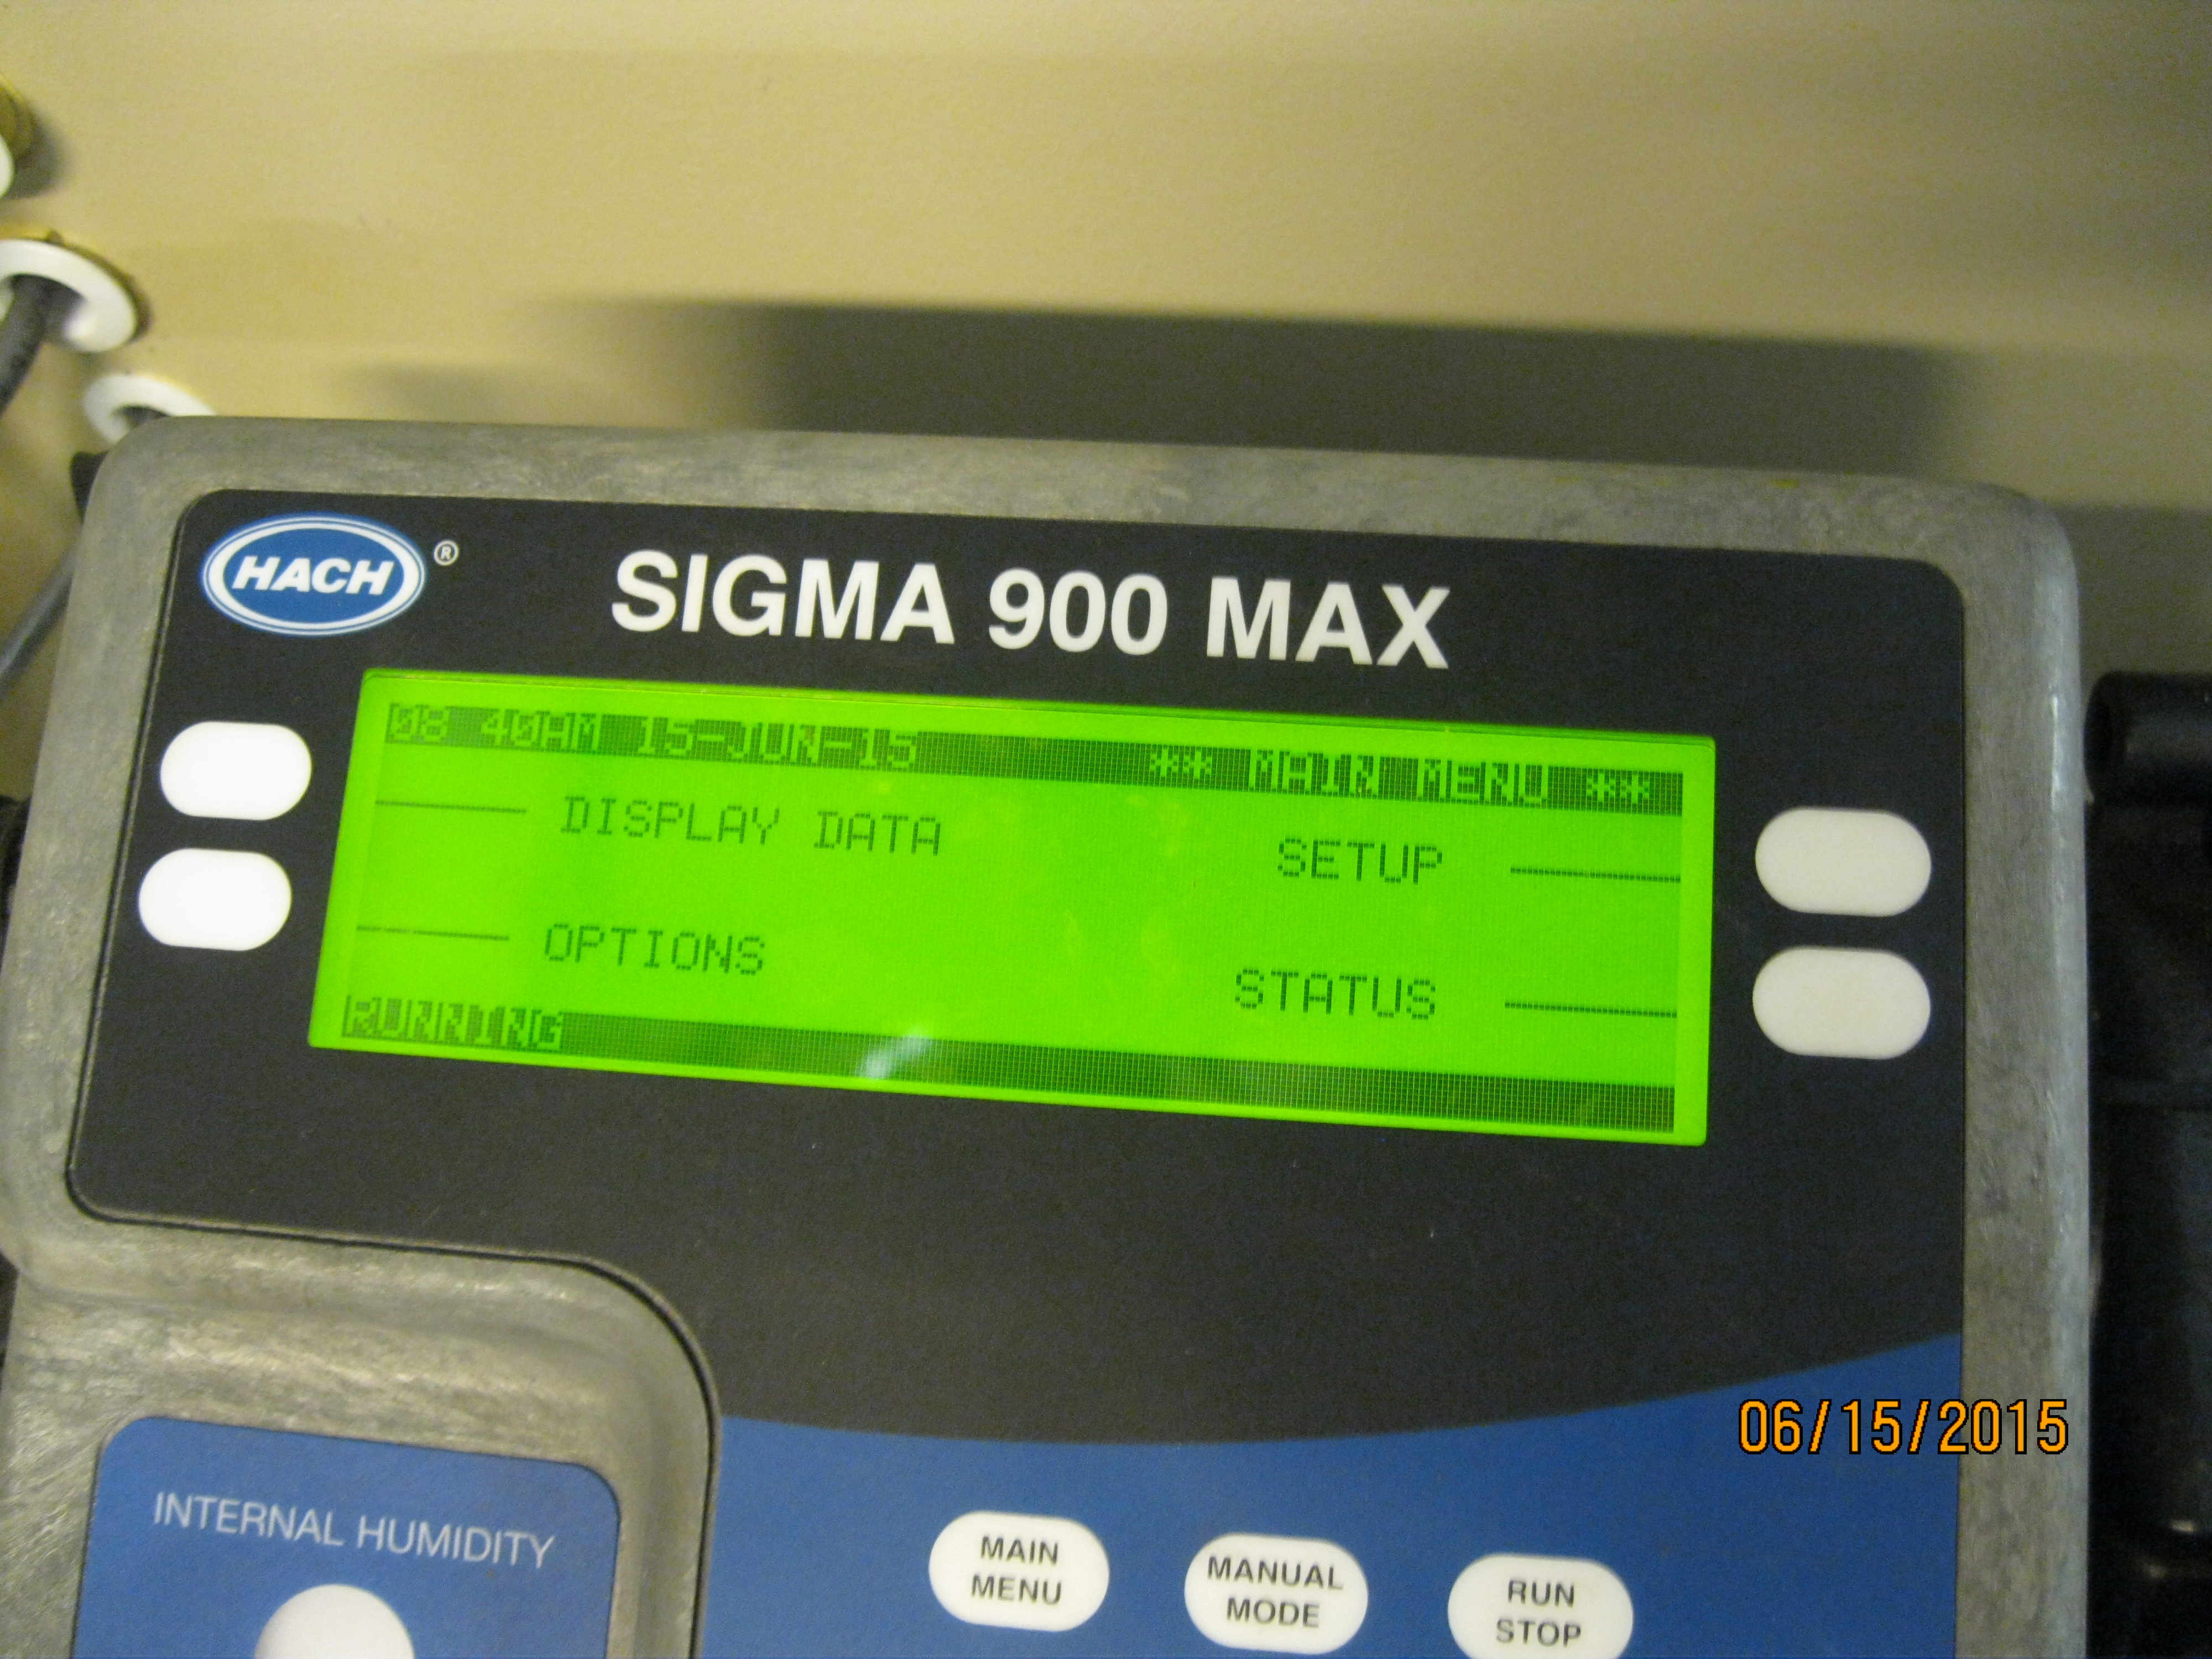 HACH ®
SIGMA 900 MAX
08 40AM 15-JUN-15 ** MAIN MENU **
DISPLAY DATA
SETUP
OPTIONS
STATUS
RUNNING
06/15/2015
INTERNAL HUMIDITY
MAIN
MENU
MANUAL
MODE
RUN
STOP